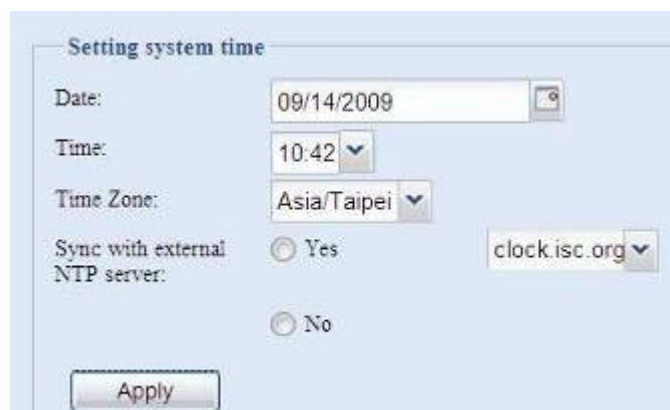 Setting system time
Date: 09/14/2009
Time: 10:42
Time Zone: Asia/Taipei
Sync with external Yes clock.isc.org
NTP server:
No
Apply